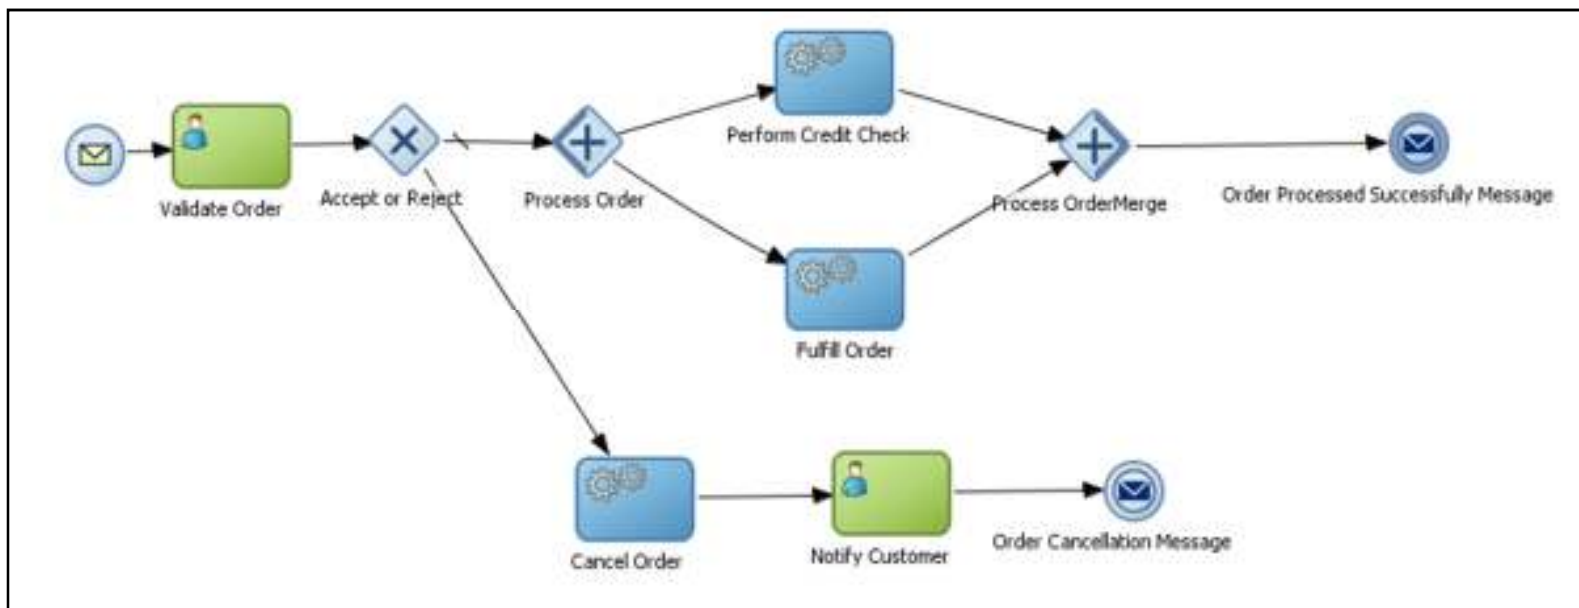 Perform Credit Check
Validate Order
Accept or Reject
Process Order
Process OrderMerge
Order Processed Successfully Message
Fulfill Order
Cancel Order
Notify Customer
Order Cancellation Message